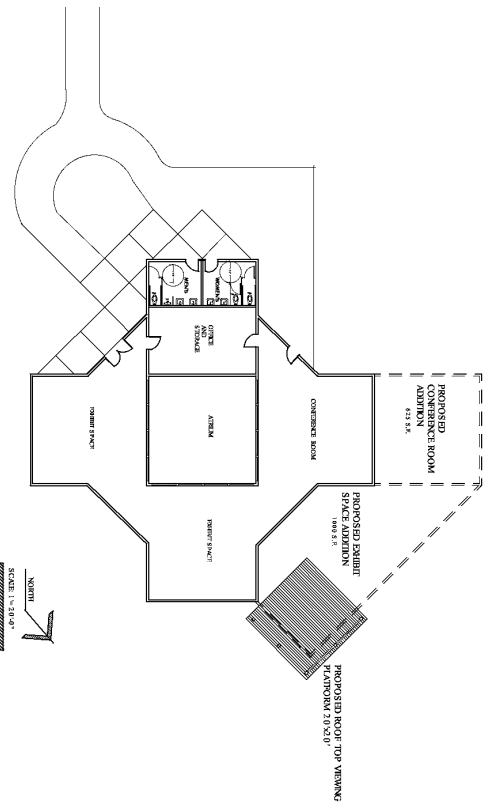 PROPOSED
CONFERENCE ROOM
ADDITION
625 S.F.
PROPOSED EXHIBIT
SPACE ADDITION
1000 S.F.
PROPOSED ROOF TOP VIEWING
PLATFORM 20'x20'
CONFERENCE ROOM
WOMENS
MENS
OFFICE
AND
STORAGE
ATRIUM
EXHIBIT SPACE
EXHIBIT SPACE
NORTH
SCALE: 1"= 20'-0"